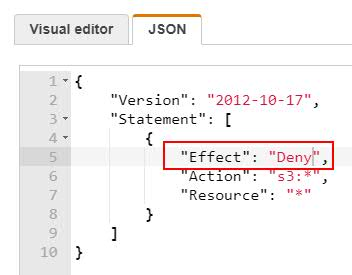 Visual editor JSON
1 {
2 "Version": "2012-10-17",
3 "Statement": [
4 {
5 "Effect": "Deny",
6 "Action": "s3:*",
7 "Resource": "*"
8 }
9 ]
10 }